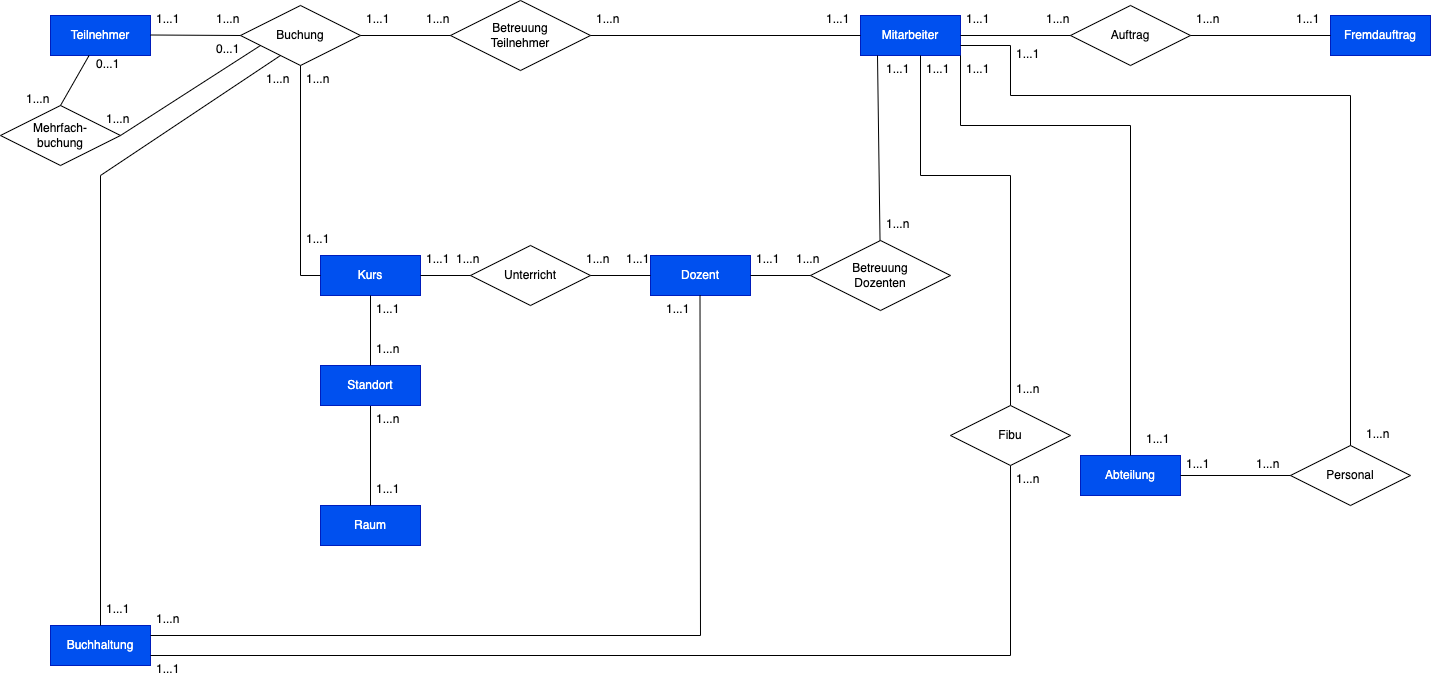 1...1
1...n
1...1
1...n
1...n
1...1
1...1
1...n
1...n
1...1
Teilnehmer
Buchung
Betreuung
Teilnehmer
Mitarbeiter
Auftrag
Fremdauftrag
0...1
0...1
1...n
1...n
1...1
1...1
1...1
1...1
1...n
1...n
Mehrfach-
buchung
1...n
1...1
1...1
1...n
1...n
1...1
1...1
1...n
Kurs
Unterricht
Dozent
Betreuung
Dozenten
1...1
1...1
1...n
Standort
1...n
1...n
Fibu
1...n
1...1
1...n
1...1
1...n
Abteilung
Personal
1...n
1...1
Raum
1...1
1...n
Buchhaltung
1...1